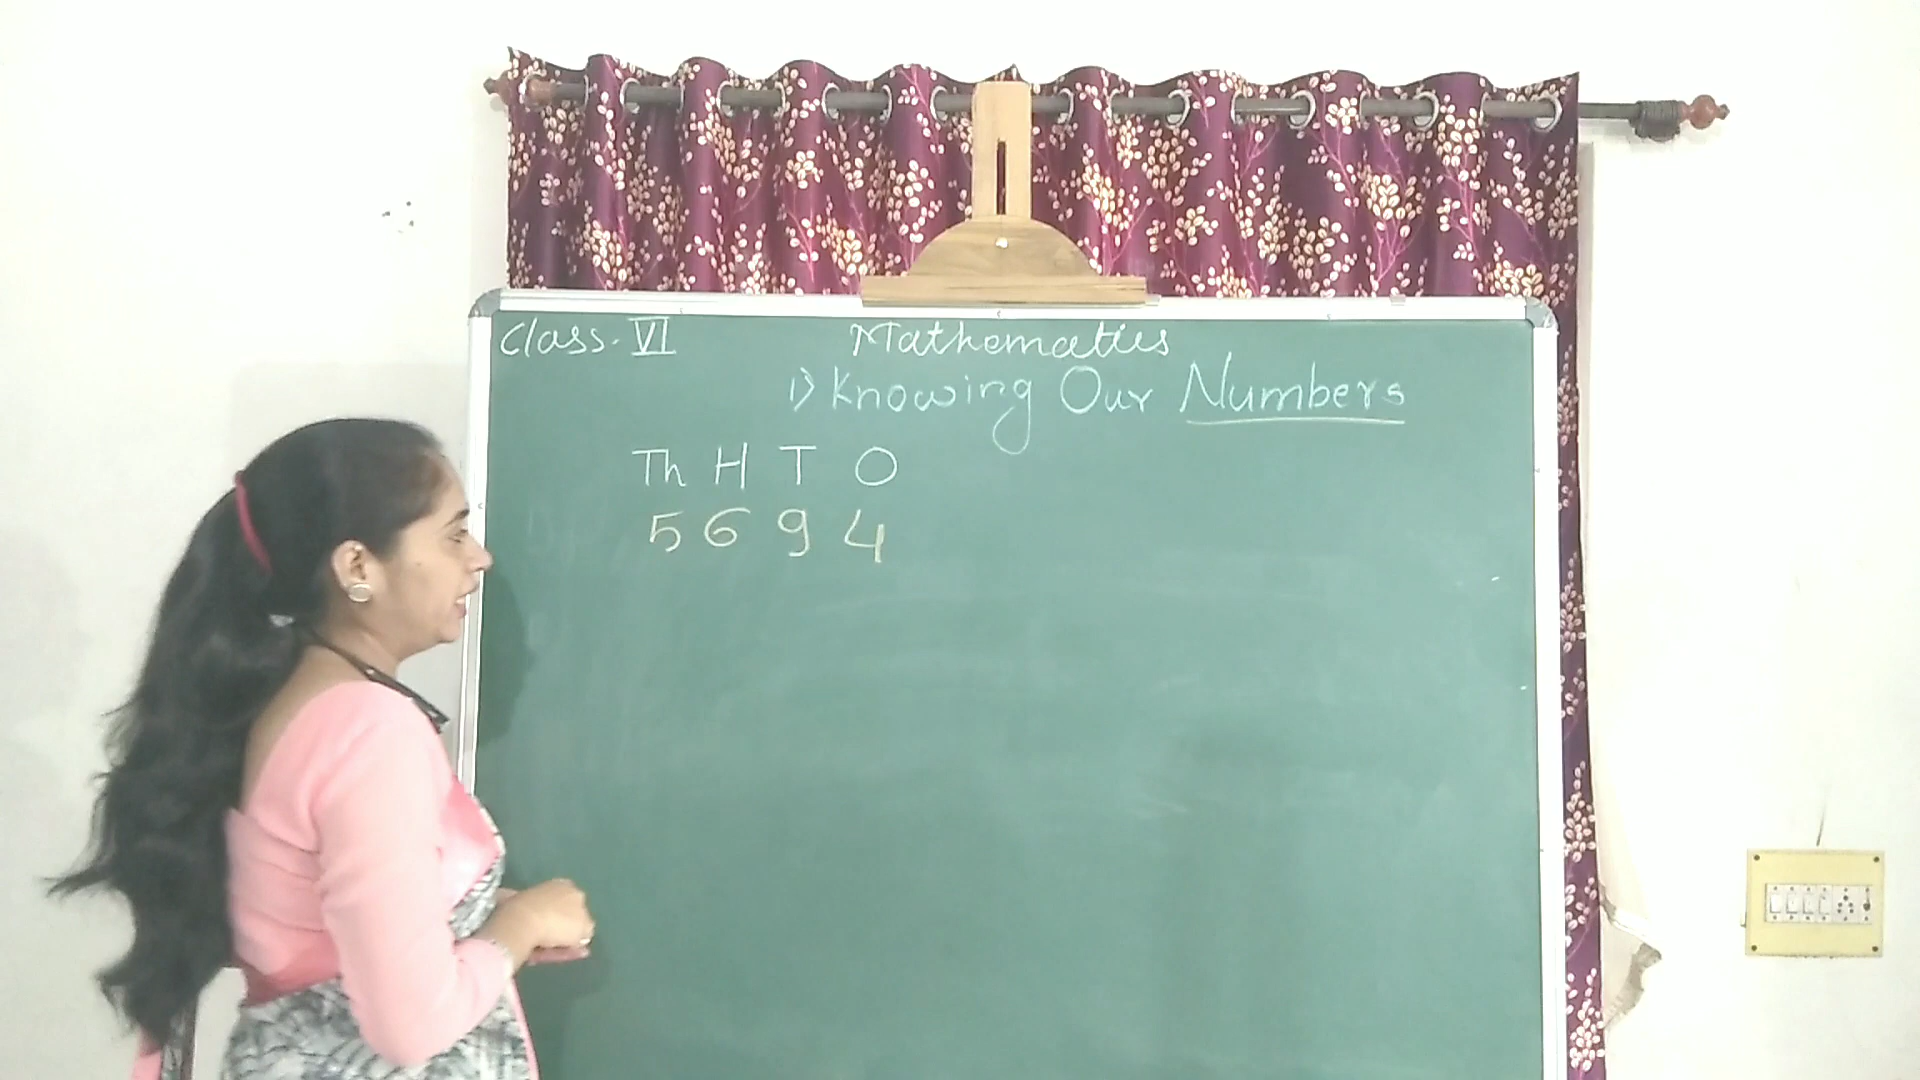 Class. VI
Mathematics
1) Knowing Our Numbers
Th H T O
5 6 9 4